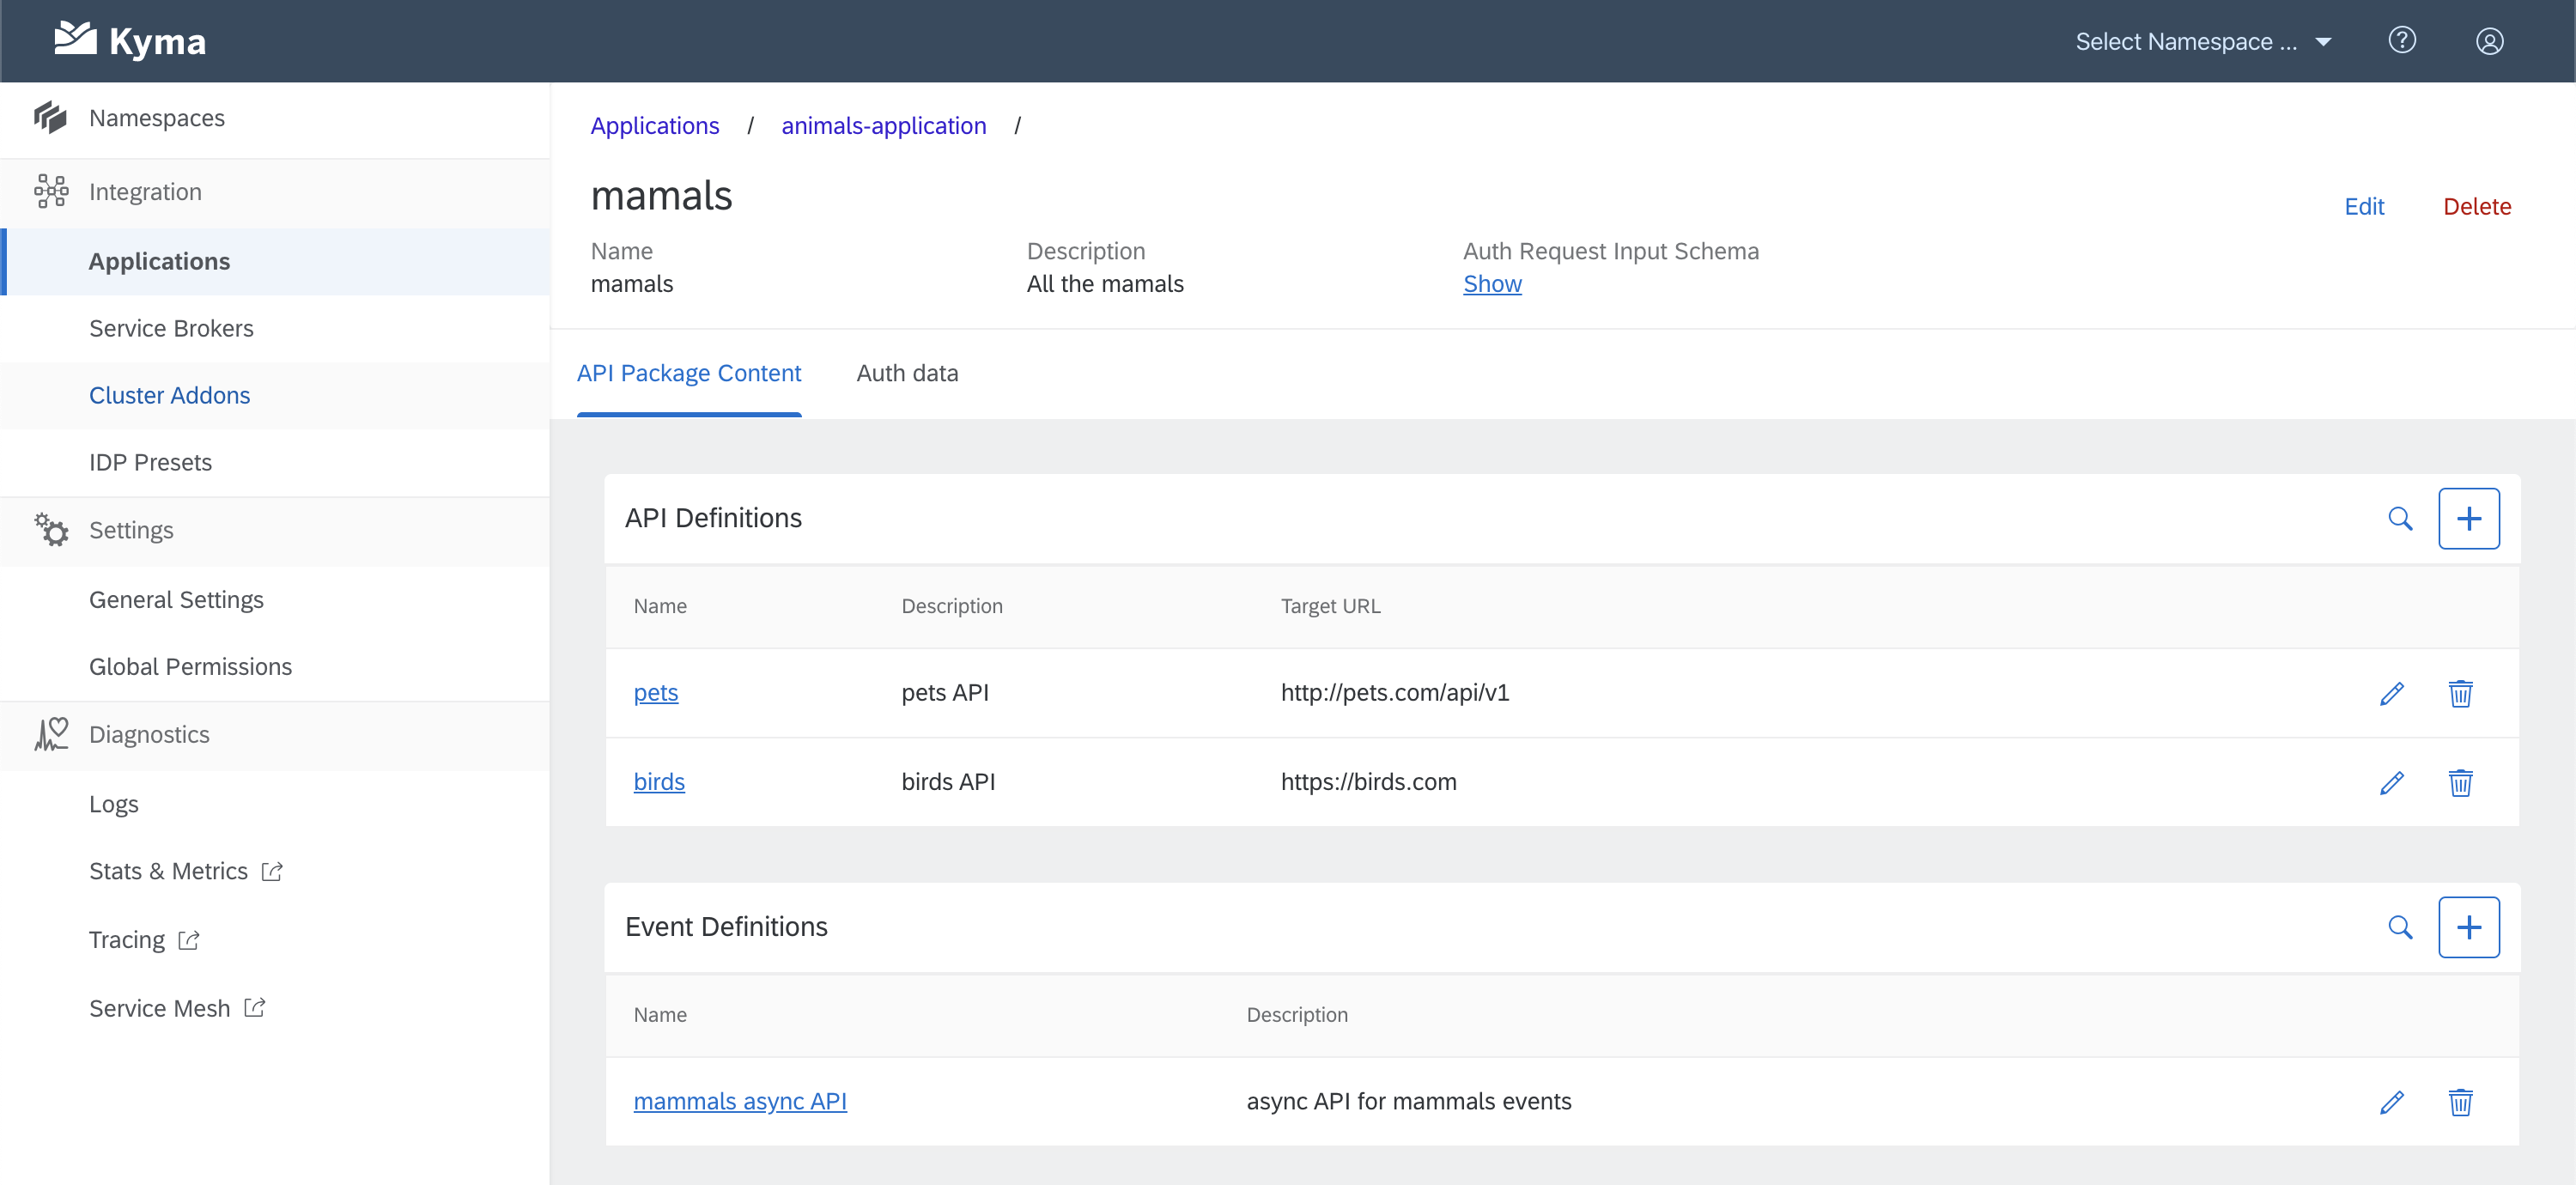 Kyma
Select Namespace ...
Namespaces
Integration
Applications
Service Brokers
Cluster Addons
IDP Presets
Settings
General Settings
Global Permissions
Diagnostics
Logs
Stats & Metrics
Tracing
Service Mesh
Applications / animals-application /
mamals
Edit Delete
Name Description Auth Request Input Schema
mamals All the mamals Show
API Package Content Auth data
API Definitions
Name Description Target URL
pets pets API http://pets.com/api/v1
birds birds API https://birds.com
Event Definitions
Name Description
mammals async API async API for mammals events